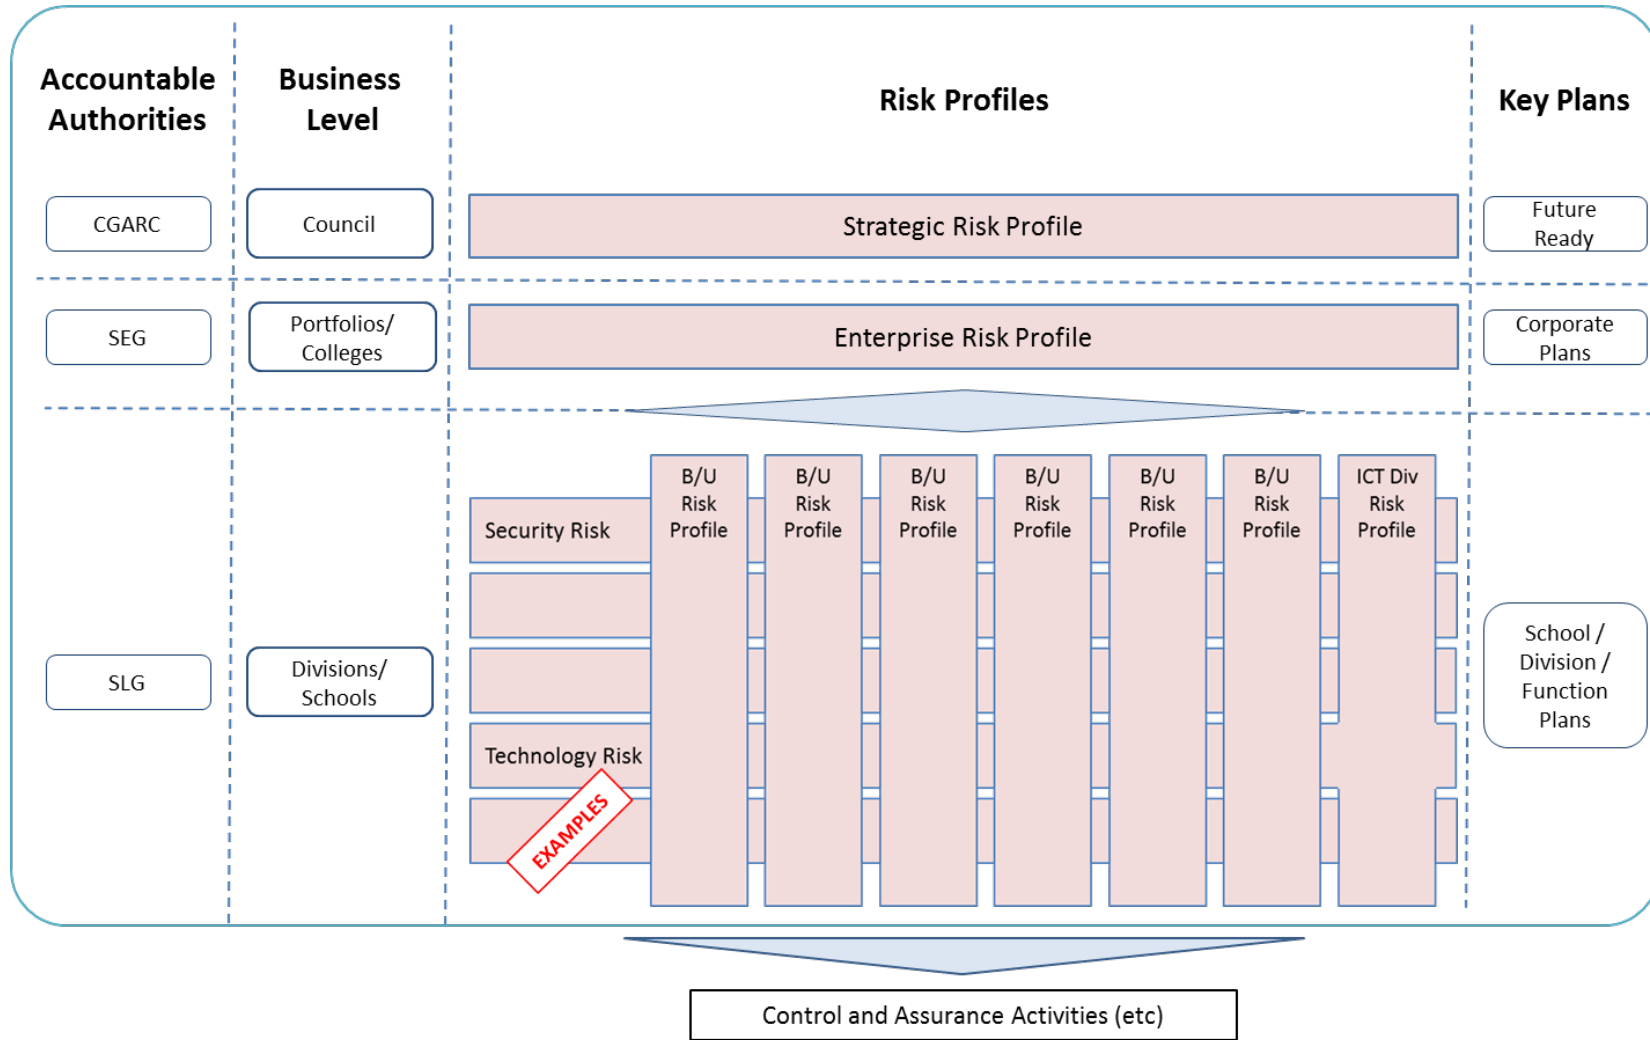 Accountable
Authorities
Business
Level
Risk Profiles
Key Plans
CGARC
Council
Strategic Risk Profile
Future
Ready
SEG
Portfolios/
Colleges
Enterprise Risk Profile
Corporate
Plans
SLG
Divisions/
Schools
Security Risk
Technology Risk
EXAMPLES
B/U
Risk
Profile
B/U
Risk
Profile
B/U
Risk
Profile
B/U
Risk
Profile
B/U
Risk
Profile
B/U
Risk
Profile
ICT Div
Risk
Profile
School /
Division /
Function
Plans
Control and Assurance Activities (etc)